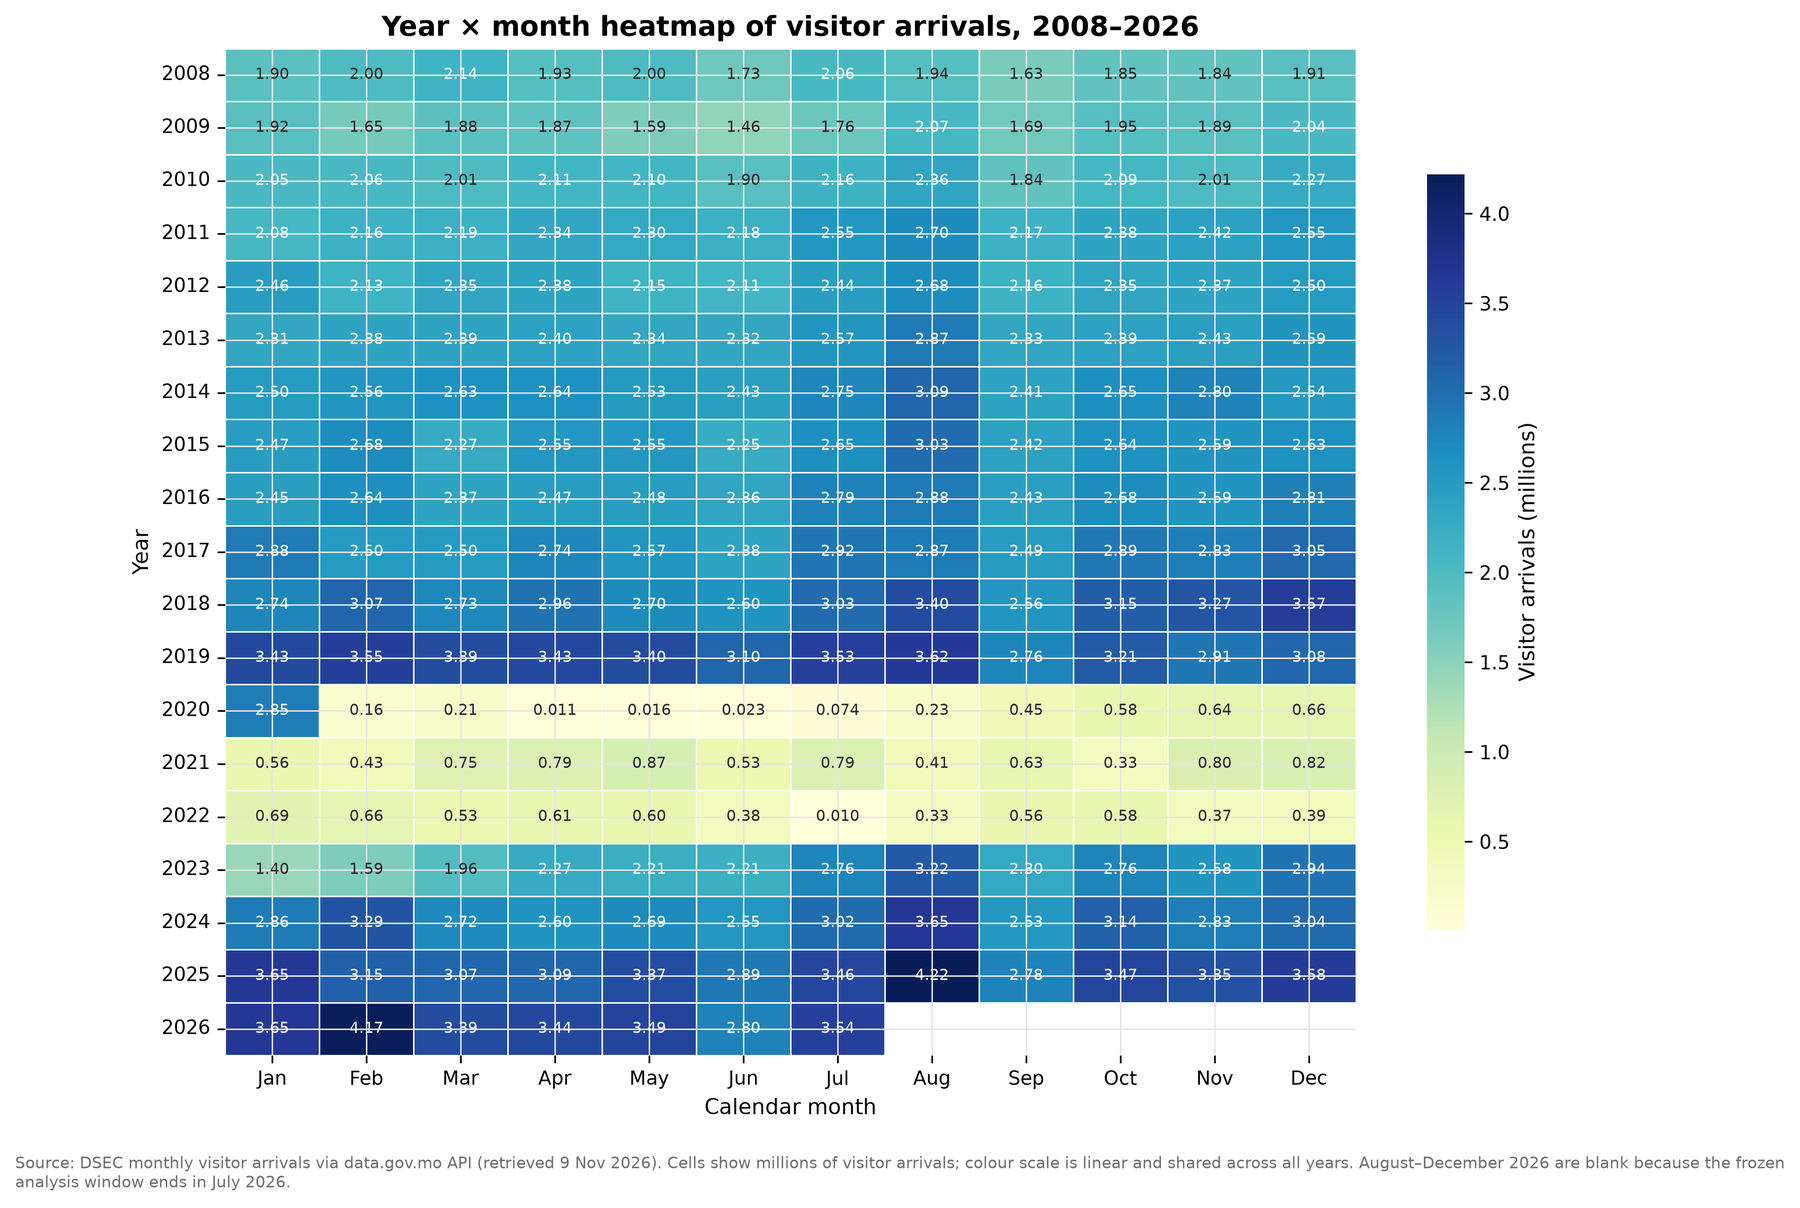 Year × month heatmap of visitor arrivals, 2008–2026
2008 1.90 2.00 2.14 1.93 2.00 1.73 2.06 1.94 1.63 1.85 1.84 1.91
2009 1.92 1.65 1.88 1.87 1.59 1.46 1.76 2.07 1.69 1.95 1.89 2.04
2010 2.05 2.06 2.01 2.11 2.10 1.90 2.16 2.36 1.84 2.09 2.01 2.27
2011 2.08 2.16 2.19 2.34 2.30 2.18 2.55 2.70 2.17 2.38 2.42 2.55
2012 2.46 2.13 2.35 2.38 2.15 2.11 2.44 2.68 2.16 2.35 2.37 2.50
2013 2.31 2.38 2.39 2.40 2.34 2.32 2.57 2.87 2.33 2.39 2.43 2.59
2014 2.50 2.56 2.63 2.64 2.53 2.43 2.75 3.09 2.41 2.65 2.80 2.54
2015 2.47 2.68 2.27 2.55 2.55 2.25 2.65 3.03 2.42 2.64 2.59 2.63
2016 2.45 2.64 2.37 2.47 2.48 2.36 2.79 2.88 2.43 2.68 2.59 2.81
2017 2.88 2.50 2.50 2.74 2.57 2.38 2.92 2.87 2.49 2.89 2.83 3.05
2018 2.74 3.07 2.73 2.96 2.70 2.60 3.03 3.40 2.56 3.15 3.27 3.57
2019 3.43 3.55 3.39 3.43 3.40 3.10 3.53 3.62 2.76 3.21 2.91 3.08
2020 2.85 0.16 0.21 0.011 0.016 0.023 0.074 0.23 0.45 0.58 0.64 0.66
2021 0.56 0.43 0.75 0.79 0.87 0.53 0.79 0.41 0.63 0.33 0.80 0.82
2022 0.69 0.66 0.53 0.61 0.60 0.38 0.010 0.33 0.56 0.58 0.37 0.39
2023 1.40 1.59 1.96 2.27 2.21 2.21 2.76 3.22 2.30 2.76 2.58 2.94
2024 2.86 3.29 2.72 2.60 2.69 2.55 3.02 3.65 2.53 3.14 2.83 3.04
2025 3.65 3.15 3.07 3.09 3.37 2.89 3.46 4.22 2.78 3.47 3.35 3.58
2026 3.65 4.17 3.39 3.44 3.49 2.80 3.54
Jan Feb Mar Apr May Jun Jul Aug Sep Oct Nov Dec
Calendar month
Year
4.0
3.5
3.0
2.5
2.0
1.5
1.0
0.5
Visitor arrivals (millions)
Source: DSEC monthly visitor arrivals via data.gov.mo API (retrieved 9 Nov 2026). Cells show millions of visitor arrivals; colour scale is linear and shared across all years. August–December 2026 are blank because the frozen
analysis window ends in July 2026.